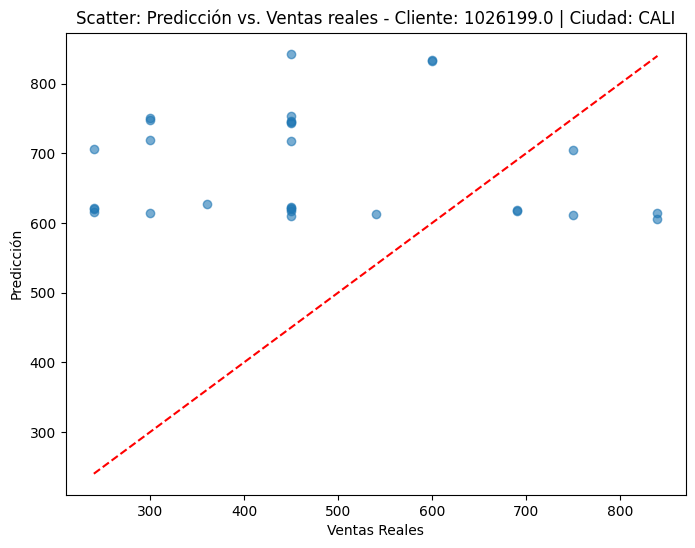 Scatter: Predicción vs. Ventas reales - Cliente: 1026199.0 | Ciudad: CALI
800
700
600
500
400
300
Predicción
300 400 500 600 700 800
Ventas Reales